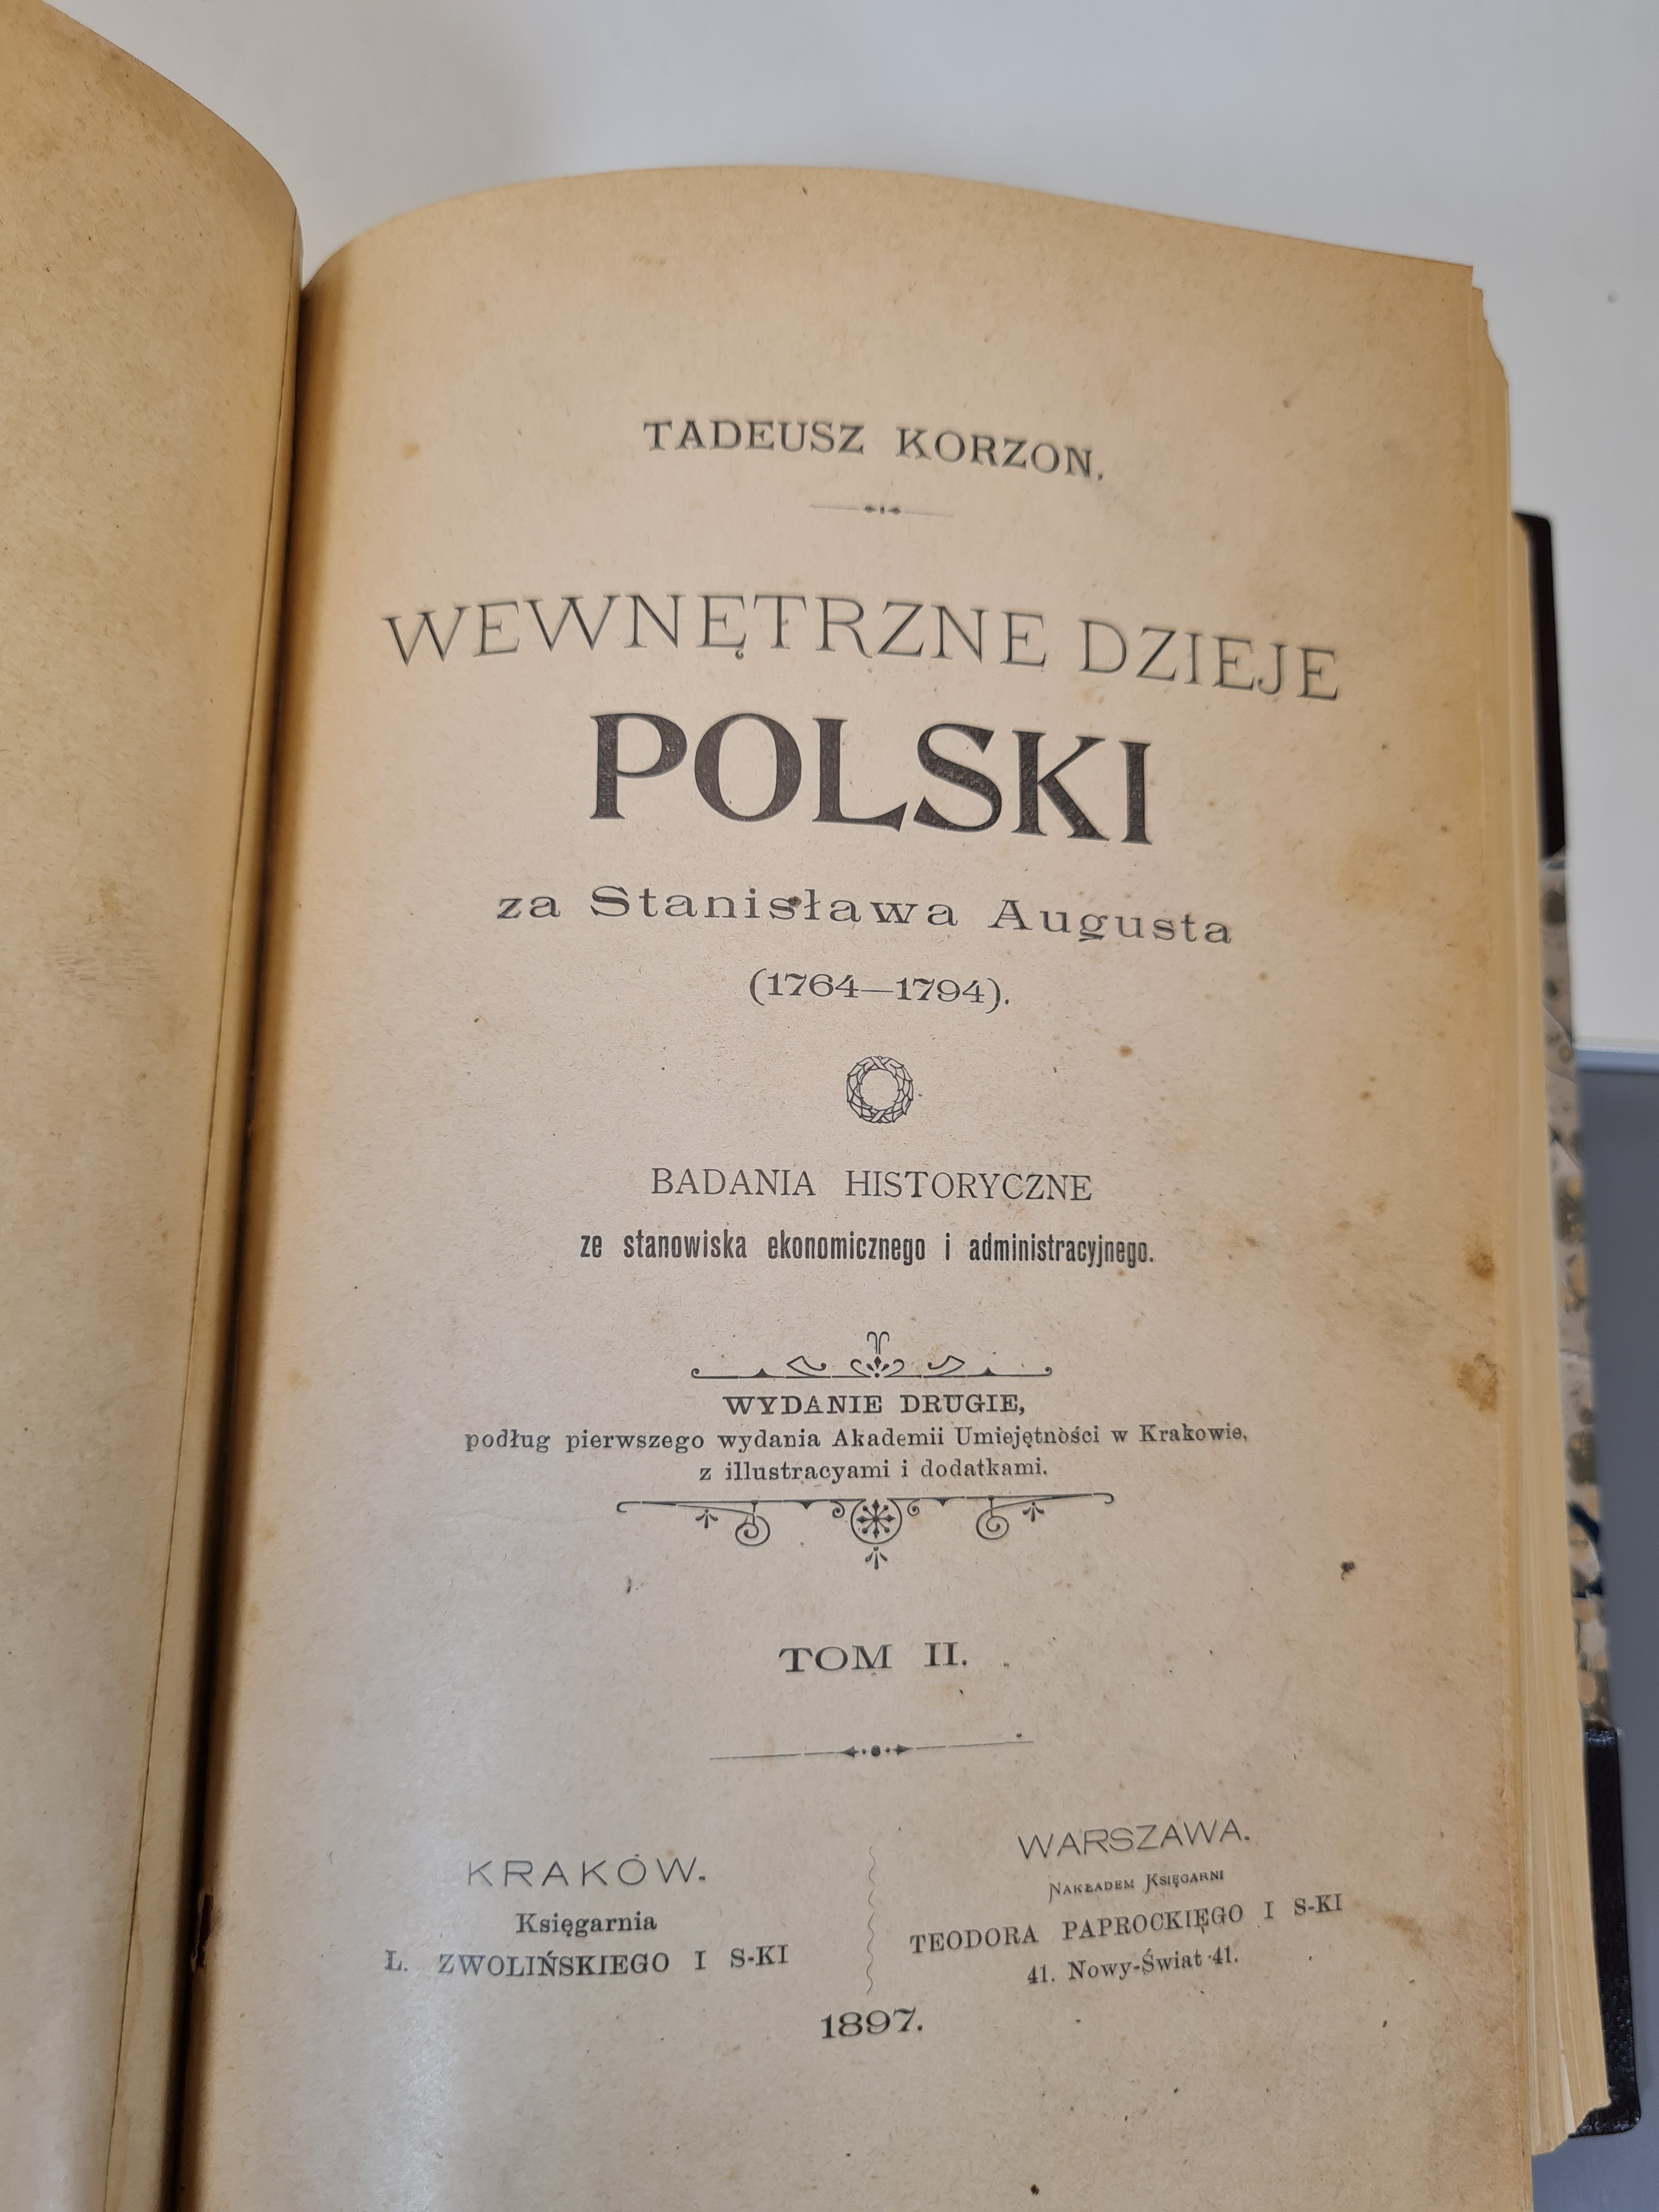 TADEUSZ KORZON.
WEWNĘTRZNE DZIEJE
POLSKI
za Stanisława Augusta
(1764—1794).
BADANIA HISTORYCZNE
ze stanowiska ekonomicznego i administracyjnego.
WYDANIE DRUGIE,
podług pierwszego wydania Akademii Umiejętności w Krakowie,
z illustracyami i dodatkami.
TOM II.
KRAKÓW.
Księgarnia
L. ZWOLIŃSKIEGO I S-KI
WARSZAWA.
NAKŁADEM KSIĘGARNI
TEODORA PAPROCKIĘGO I S-KI
41. Nowy-Świat 41.
1897.